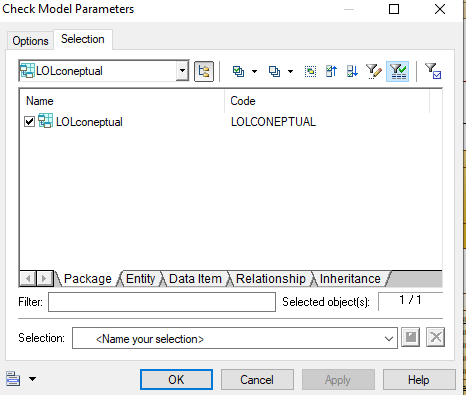 Check Model Parameters
Options Selection
LOLconeptual
Name Code
LOLconeptual LOLCONEPTUAL
Package Entity Data Item Relationship Inheritance
Filter: Selected object(s): 1 / 1
Selection: <Name your selection>
OK Cancel Apply Help